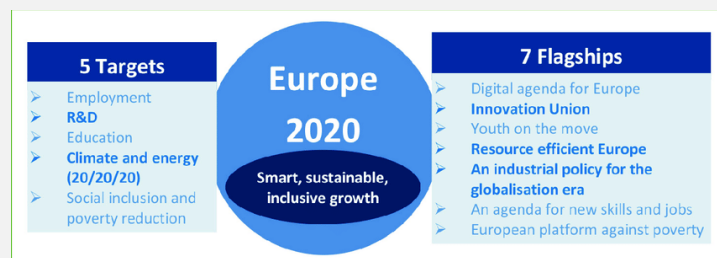 5 Targets
➢ Employment
➢ R&D
➢ Education
➢ Climate and energy
(20/20/20)
➢ Social inclusion and
poverty reduction
Europe
2020
Smart, sustainable,
inclusive growth
7 Flagships
➢ Digital agenda for Europe
➢ Innovation Union
➢ Youth on the move
➢ Resource efficient Europe
➢ An industrial policy for the
globalisation era
➢ An agenda for new skills and jobs
➢ European platform against poverty